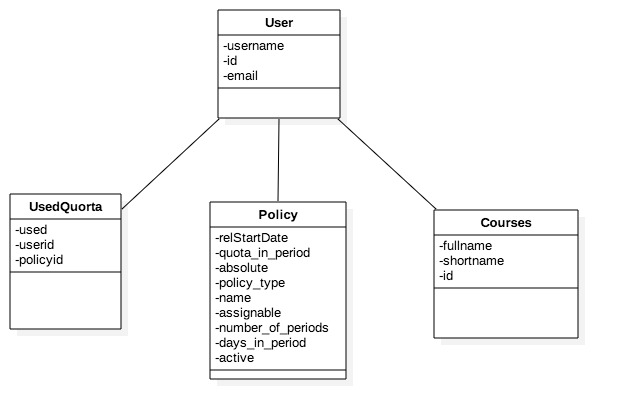 User
-username
-id
-email
UsedQuorta
-used
-userid
-policyid
Policy
-relStartDate
-quota_in_period
-absolute
-policy_type
-name
-assignable
-number_of_periods
-days_in_period
-active
Courses
-fullname
-shortname
-id